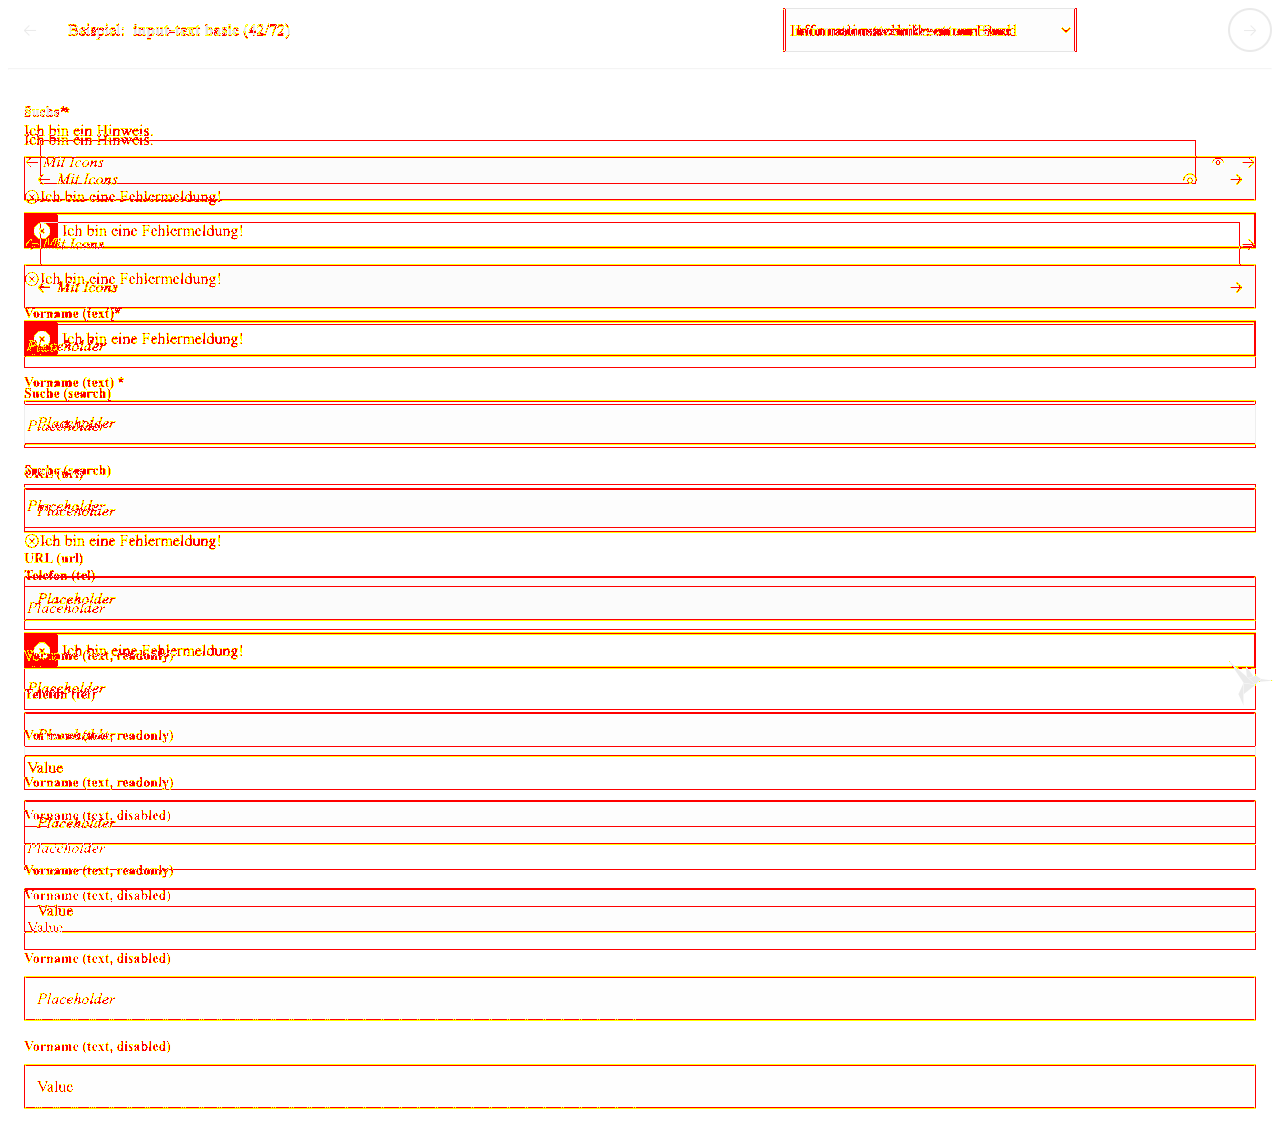 Beispiel: input-text basic (42/72)
Suche*
Ich bin ein Hinweis.
Ich bin ein Hinweis.
Mit Icons
Mit Icons
Ich bin eine Fehlermeldung!
Ich bin eine Fehlermeldung!
Mit Icons
Ich bin eine Fehlermeldung!
Mit Icons
Vorname (text)*
Ich bin eine Fehlermeldung!
Placeholder
Vorname (text) *
Suche (search)
Placeholder
Placeholder
Suche (search)
Placeholder
Placeholder
Ich bin eine Fehlermeldung!
URL (url)
Telefon (tel)
Placeholder
Placeholder
Ich bin eine Fehlermeldung!
Vorname (text, readonly)
Placeholder
Telefon (tel)
Placeholder
Vorname (text, readonly)
Value
Vorname (text, readonly)
Vorname (text, disabled)
Placeholder
Placeholder
Vorname (text, readonly)
Vorname (text, disabled)
Value
Value
Vorname (text, disabled)
Placeholder
Vorname (text, disabled)
Value